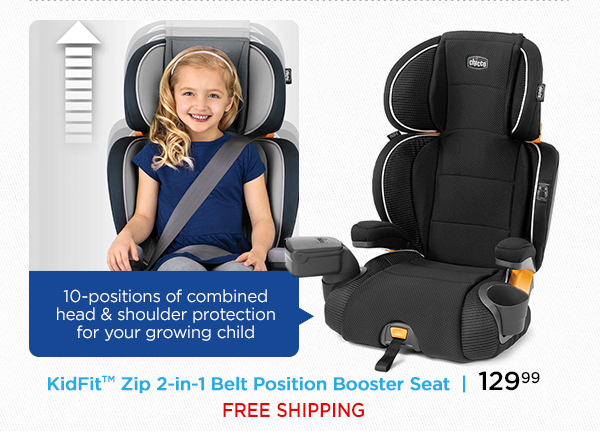 chicco
10-positions of combined
head & shoulder protection
for your growing child
KidFit™ Zip 2-in-1 Belt Position Booster Seat | 129⁹⁹
FREE SHIPPING